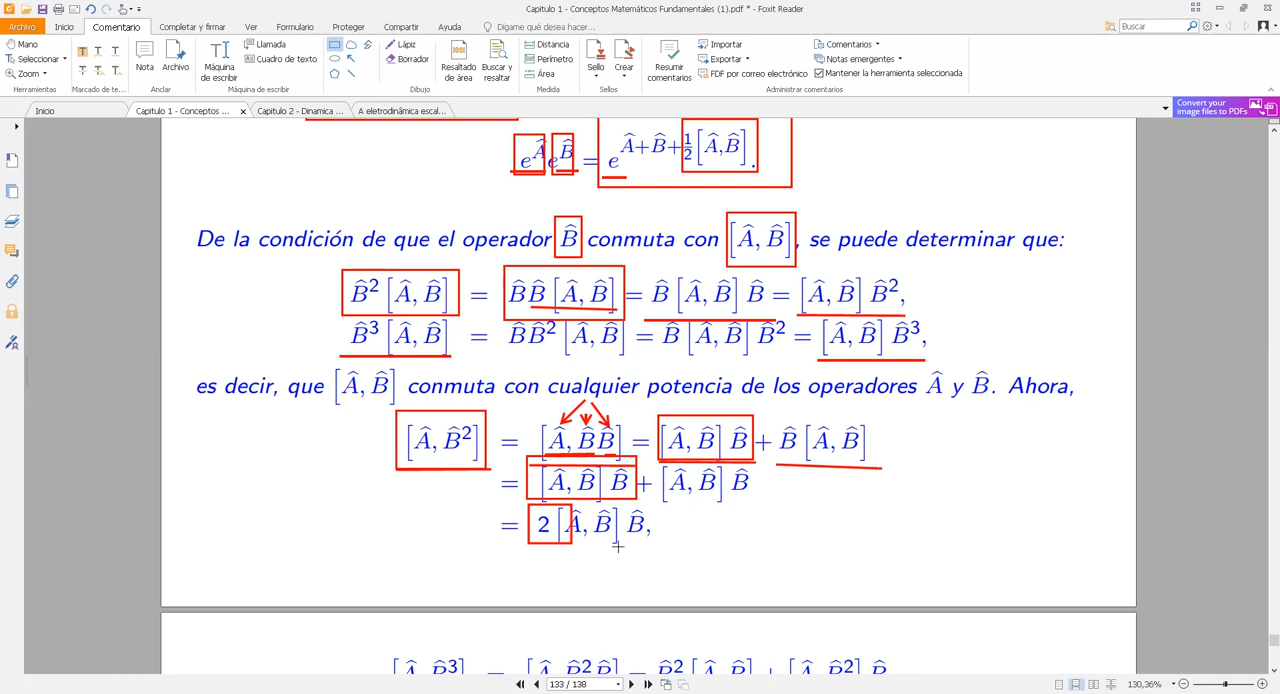 Capitulo 1 - Conceptos Matemáticos Fundamentales (1).pdf * - Foxit Reader
Archivo Inicio Comentario Completar y firmar Ver Formulario Proteger Compartir Ayuda Dígame qué desea hacer... Buscar
Mano
Seleccionar
Zoom
Herramientas
Marcado de te...
Nota Archivo
Anclar
Máquina de escribir
Llamada
Cuadro de texto
Máquina de escribir
Lápiz
Borrador
Dibujo
Resaltado de área
Buscar y resaltar
Distancia
Perímetro
Área
Medida
Sello Crear
Sellos
Resumir comentarios
Importar
Exportar
FDF por correo electrónico
Comentarios
Notas emergentes
Mantener la herramienta seleccionada
Administrar comentarios
Inicio Capitulo 1 - Conceptos ... Capitulo 2 - Dinamica ... A eletrodinâmica escal...
Convert your image files to PDFs
e^Â e^B̂ = e^{Â+B̂+½[Â,B̂]}.
De la condición de que el operador B̂ conmuta con [Â, B̂], se puede determinar que:
B̂² [Â, B̂] = B̂B̂ [Â, B̂] = B̂ [Â, B̂] B̂ = [Â, B̂] B̂²,
B̂³ [Â, B̂] = B̂B̂² [Â, B̂] = B̂ [Â, B̂] B̂² = [Â, B̂] B̂³,
es decir, que [Â, B̂] conmuta con cualquier potencia de los operadores Â y B̂. Ahora,
[Â, B̂²] = [Â, B̂B̂] = [Â, B̂] B̂ + B̂ [Â, B̂]
= [Â, B̂] B̂ + [Â, B̂] B̂
= 2 [Â, B̂] B̂,
[Â, B̂³] = [Â, B̂²B̂] = B̂² [Â, B̂] + [Â, B̂²] B̂
133 / 138
130,36%